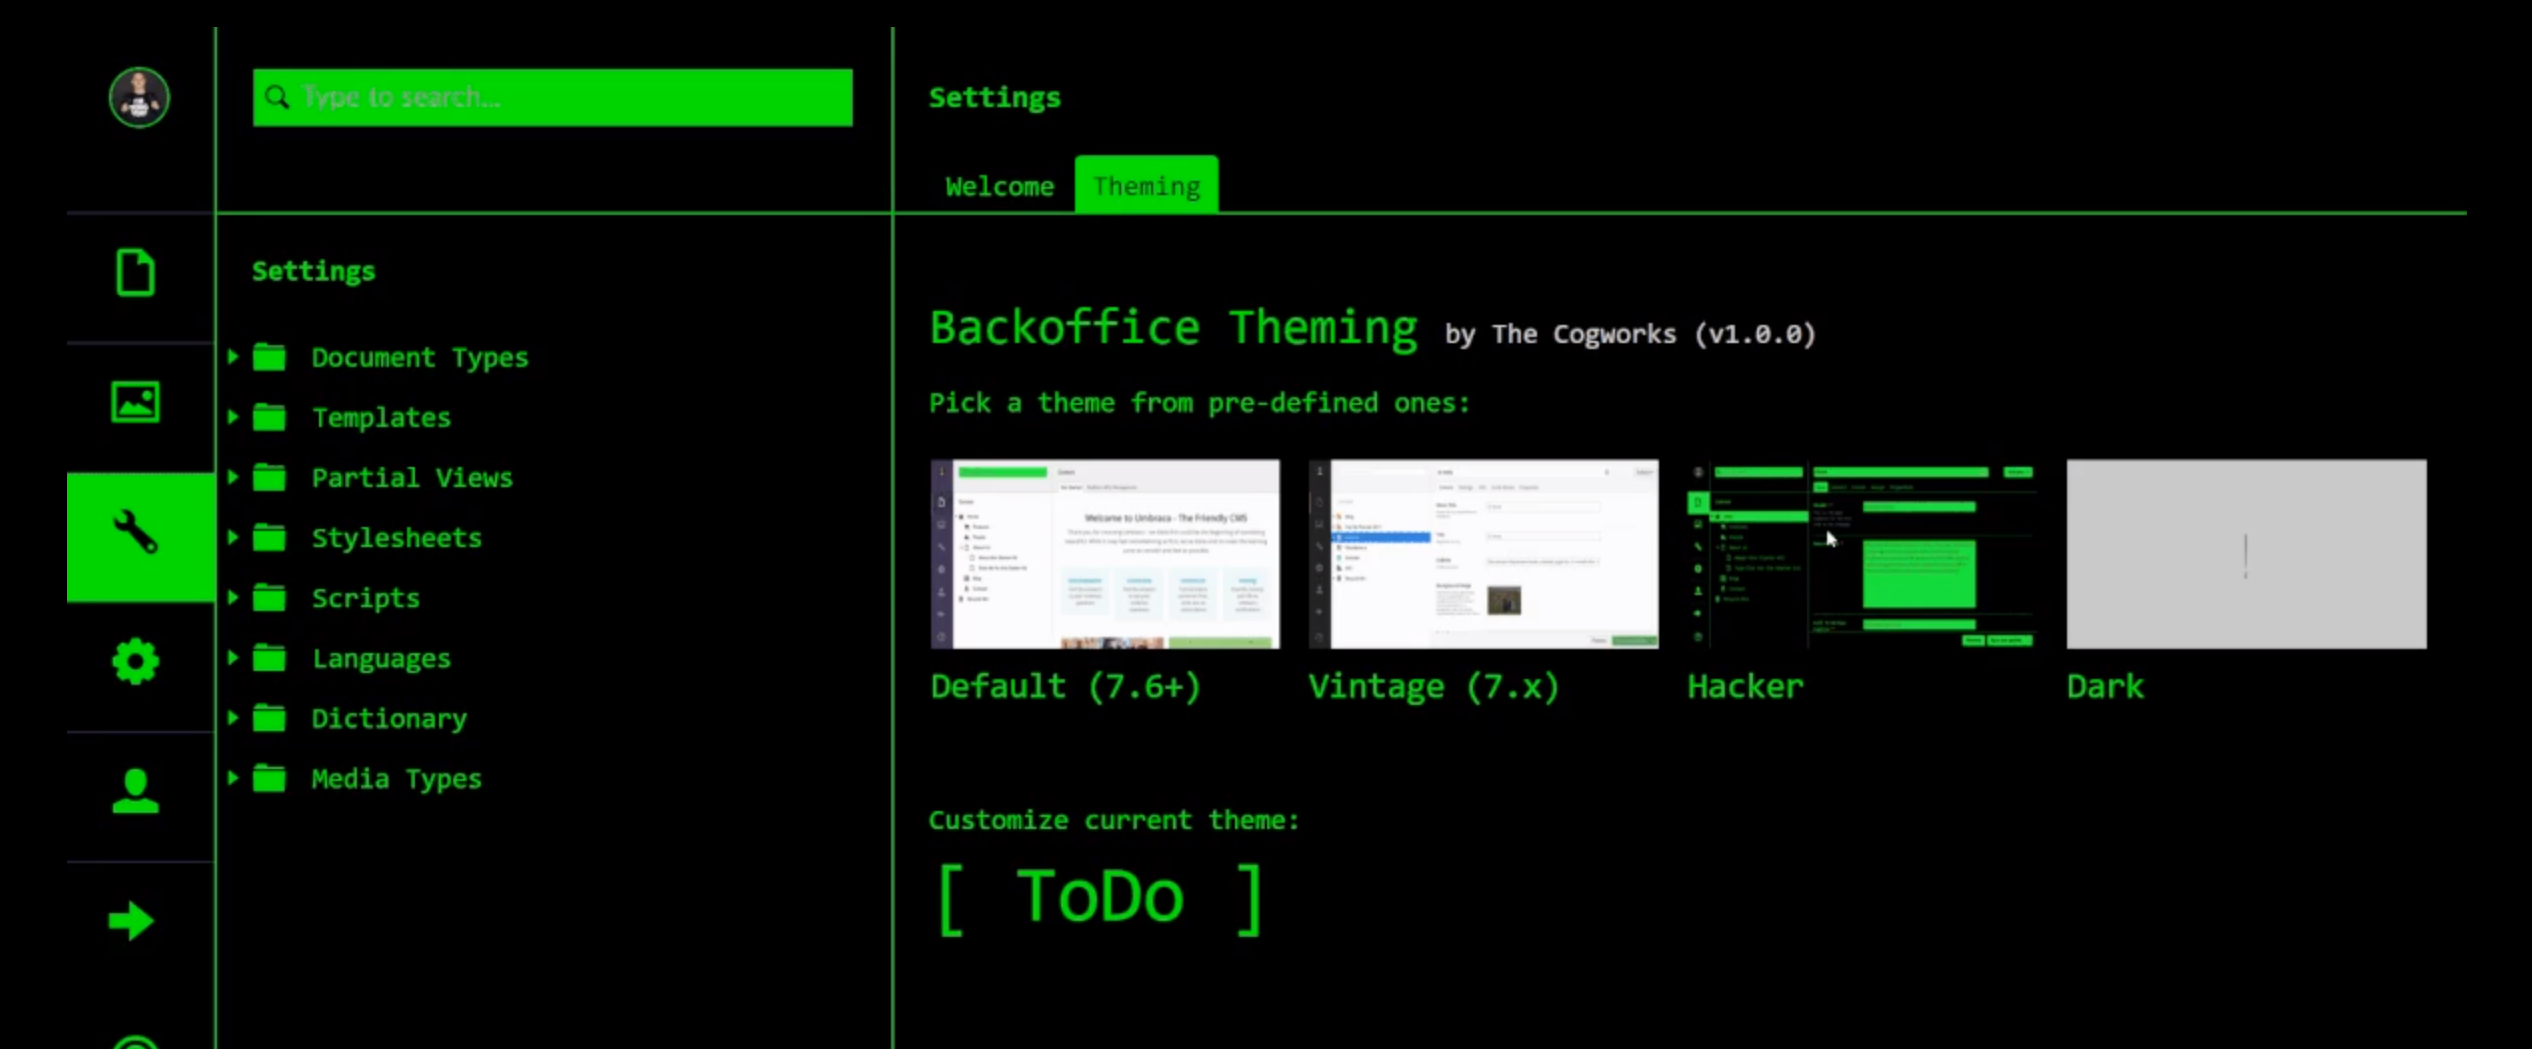 Type to search...
Settings
Welcome Theming
Settings
Document Types
Templates
Partial Views
Stylesheets
Scripts
Languages
Dictionary
Media Types
Backoffice Theming by The Cogworks (v1.0.0)
Pick a theme from pre-defined ones:
Welcome to Umbraco - The Friendly CMS
Default (7.6+) Vintage (7.x) Hacker Dark
Customize current theme:
[ ToDo ]